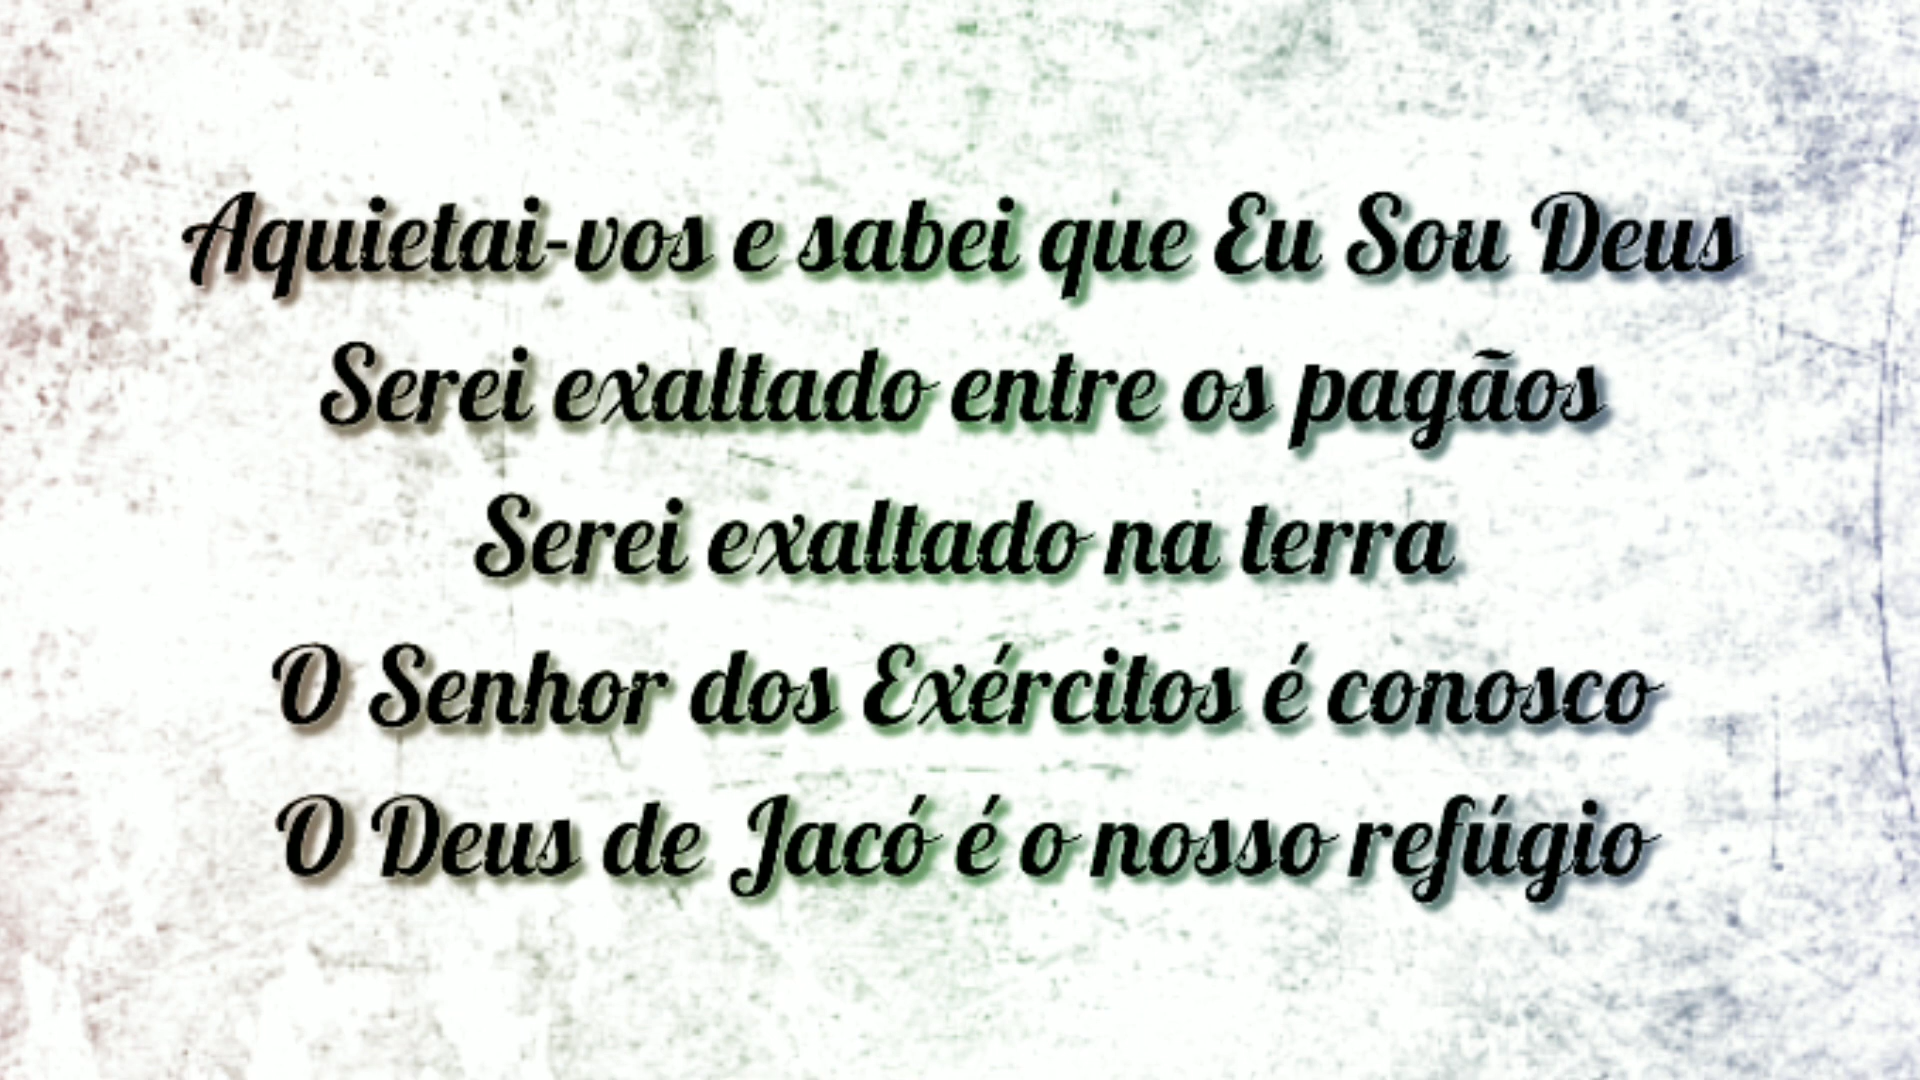 Aquietai-vos e sabei que Eu Sou Deus
Serei exaltado entre os pagãos
Serei exaltado na terra
O Senhor dos Exércitos é conosco
O Deus de Jacó é o nosso refúgio